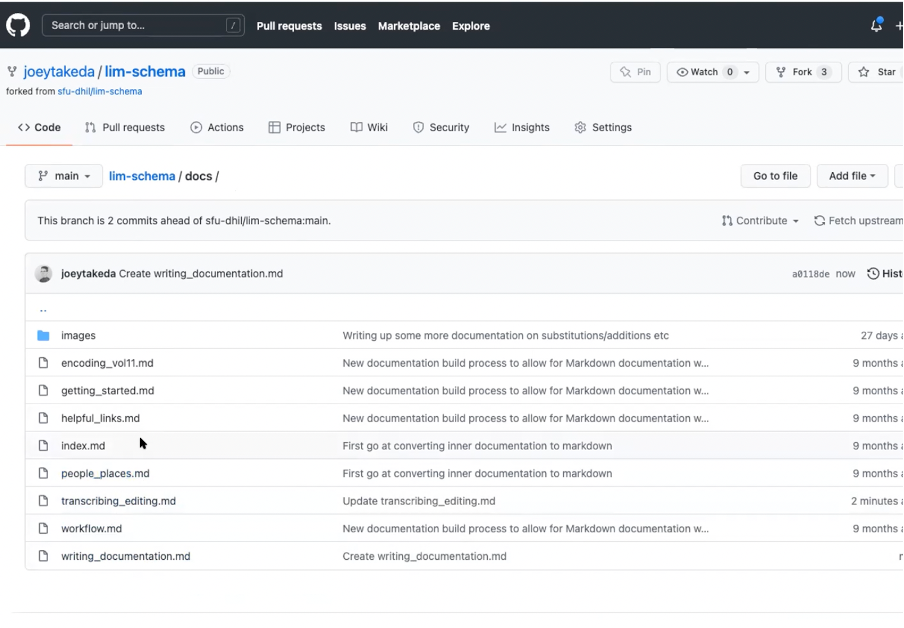 Search or jump to... / Pull requests Issues Marketplace Explore
joeytakeda / lim-schema Public Pin Watch 0 Fork 3 Star
forked from sfu-dhil/lim-schema
<> Code Pull requests Actions Projects Wiki Security Insights Settings
main lim-schema / docs / Go to file Add file
This branch is 2 commits ahead of sfu-dhil/lim-schema:main. Contribute Fetch upstream
joeytakeda Create writing_documentation.md a0118de now Hist
..
images Writing up some more documentation on substitutions/additions etc 27 days a
encoding_vol11.md New documentation build process to allow for Markdown documentation w... 9 months a
getting_started.md New documentation build process to allow for Markdown documentation w... 9 months a
helpful_links.md New documentation build process to allow for Markdown documentation w... 9 months a
index.md First go at converting inner documentation to markdown 9 months a
people_places.md First go at converting inner documentation to markdown 9 months a
transcribing_editing.md Update transcribing_editing.md 2 minutes a
workflow.md New documentation build process to allow for Markdown documentation w... 9 months a
writing_documentation.md Create writing_documentation.md